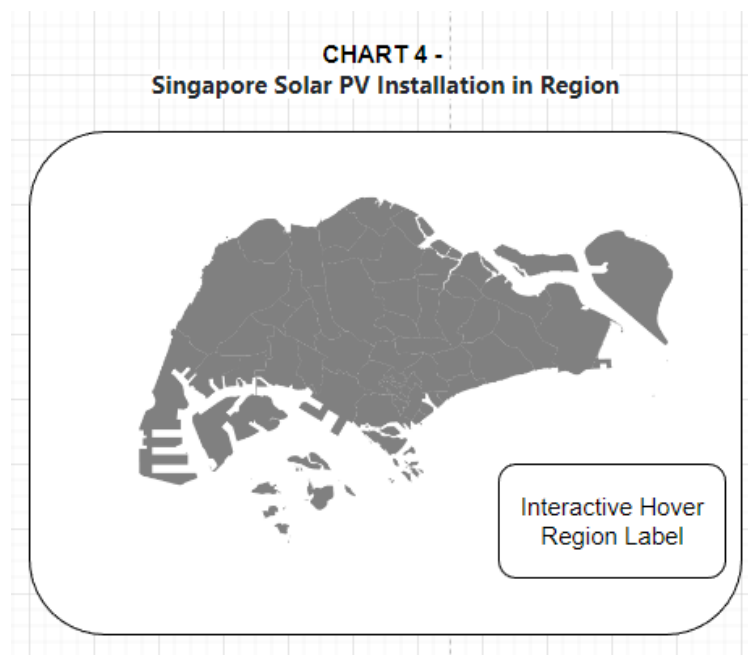 CHART 4 -
Singapore Solar PV Installation in Region
Interactive Hover
Region Label